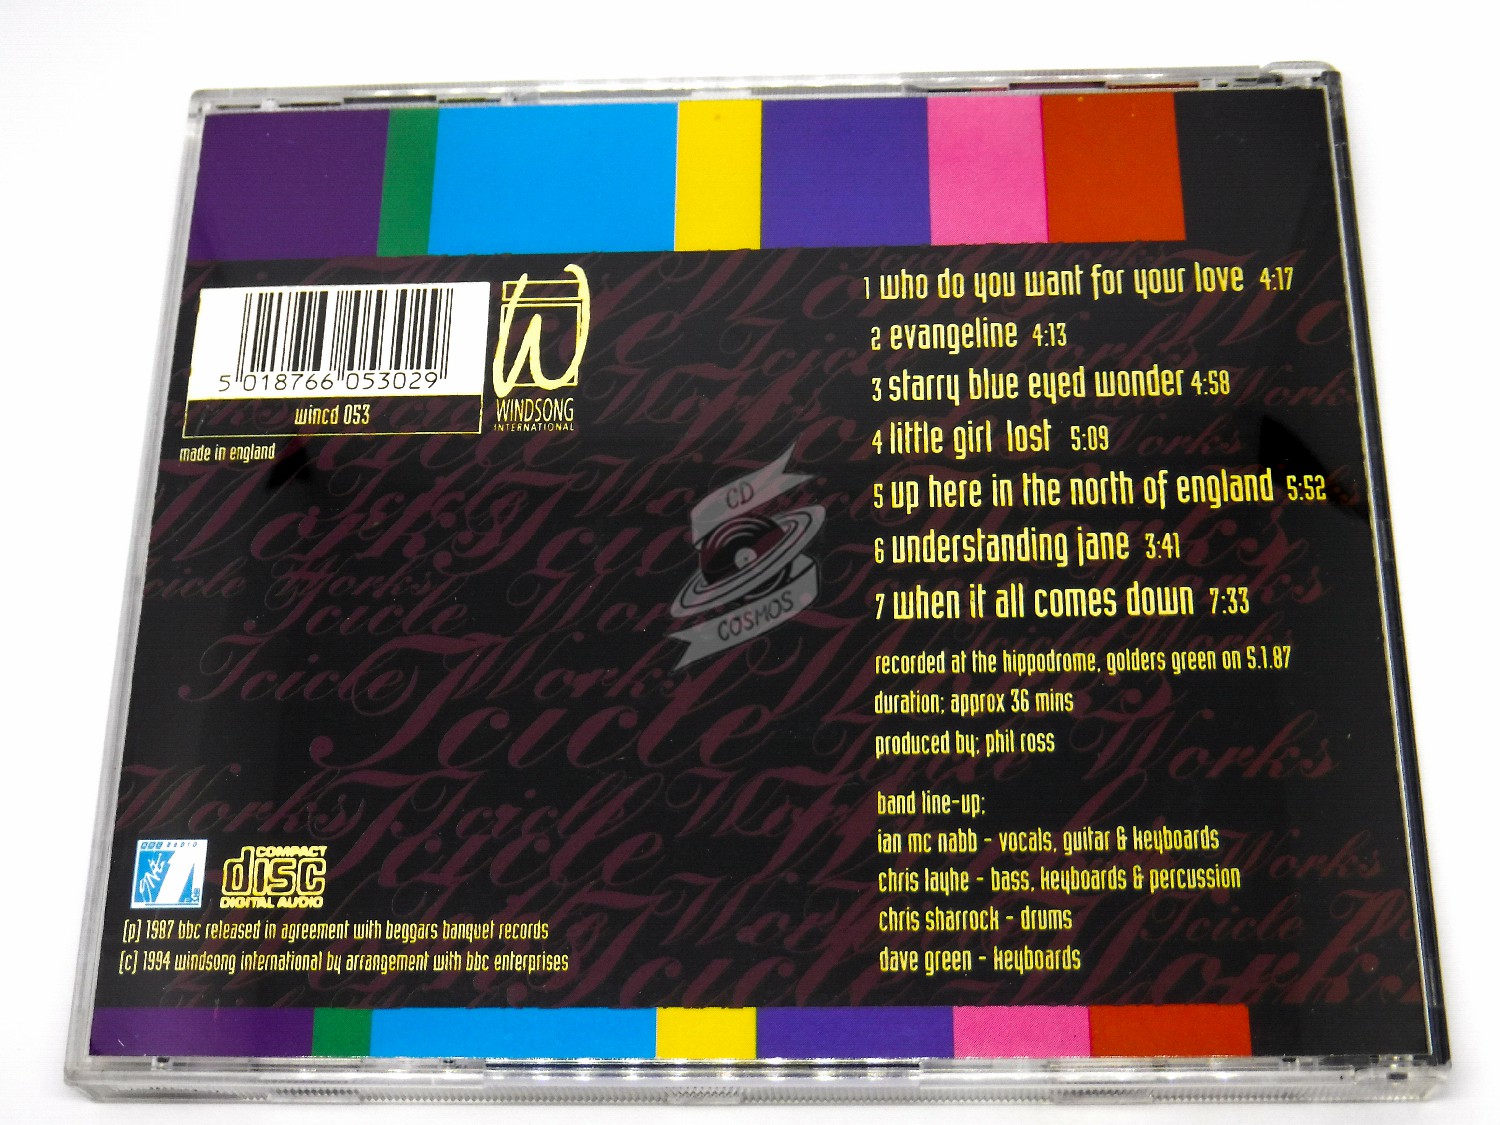 1 who do you want for your love 4:17
2 evangeline 4:13
3 starry blue eyed wonder 4:58
4 little girl lost 5:09
5 up here in the north of england 5:52
6 understanding jane 3:41
7 when it all comes down 7:33
recorded at the hippodrome, golders green on 5.1.87
duration; approx 36 mins
produced by; phil ross
band line-up;
ian mc nabb - vocals, guitar & keyboards
chris layhe - bass, keyboards & percussion
chris sharrock - drums
dave green - keyboards
5 018766 053029
wincd 053
made in england
WINDSONG
INTERNATIONAL
CD
COSMOS
BBC RADIO
1
COMPACT
disc
DIGITAL AUDIO
(p) 1987 bbc released in agreement with beggars banquet records
(c) 1994 windsong international by arrangement with bbc enterprises
Icicle Works